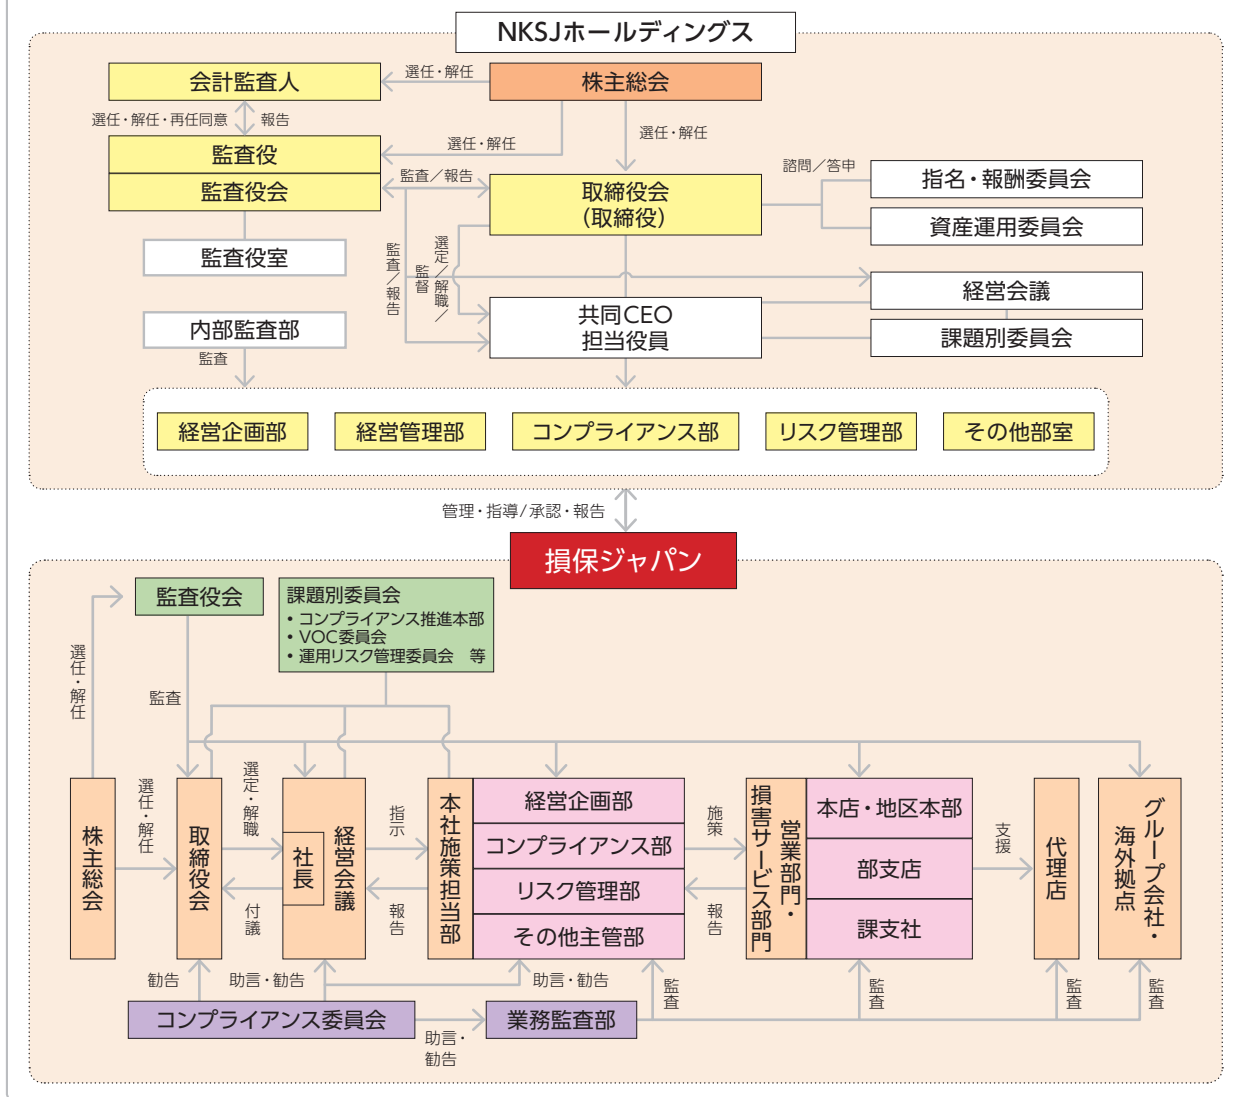 NKSJホールディングス
会計監査人
選任・解任
株主総会
選任・解任・再任同意
報告
選任・解任
選任・解任
監査役
監査役会
監査／報告
取締役会
（取締役）
諮問／答申
指名・報酬委員会
資産運用委員会
監査役室
監査／報告
選定／解職／
監督
経営会議
課題別委員会
共同CEO
担当役員
内部監査部
監査
経営企画部
経営管理部
コンプライアンス部
リスク管理部
その他部室
管理・指導/承認・報告
損保ジャパン
監査役会
課題別委員会
・コンプライアンス推進本部
・VOC委員会
・運用リスク管理委員会　等
選任・解任
監査
株主総会
選任・解任
取締役会
選定・解職
付議
社長
経営会議
指示
報告
本社施策担当部
経営企画部
コンプライアンス部
リスク管理部
その他主管部
施策
報告
営業部門・
損害サービス部門
本店・地区本部
部支店
課支社
支援
代理店
グループ会社・
海外拠点
勧告
助言・勧告
助言・勧告
監査
監査
監査
監査
コンプライアンス委員会
助言・
勧告
業務監査部